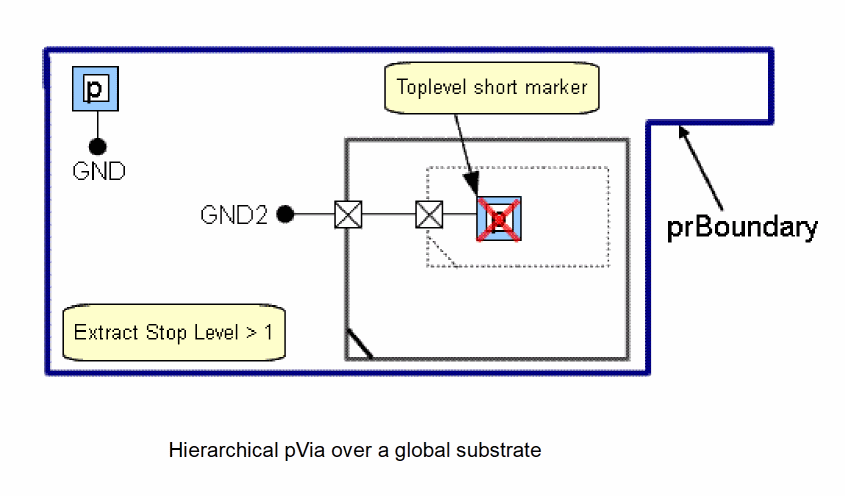 Toplevel short marker
p
GND
GND2
p
prBoundary
Extract Stop Level > 1
Hierarchical pVia over a global substrate